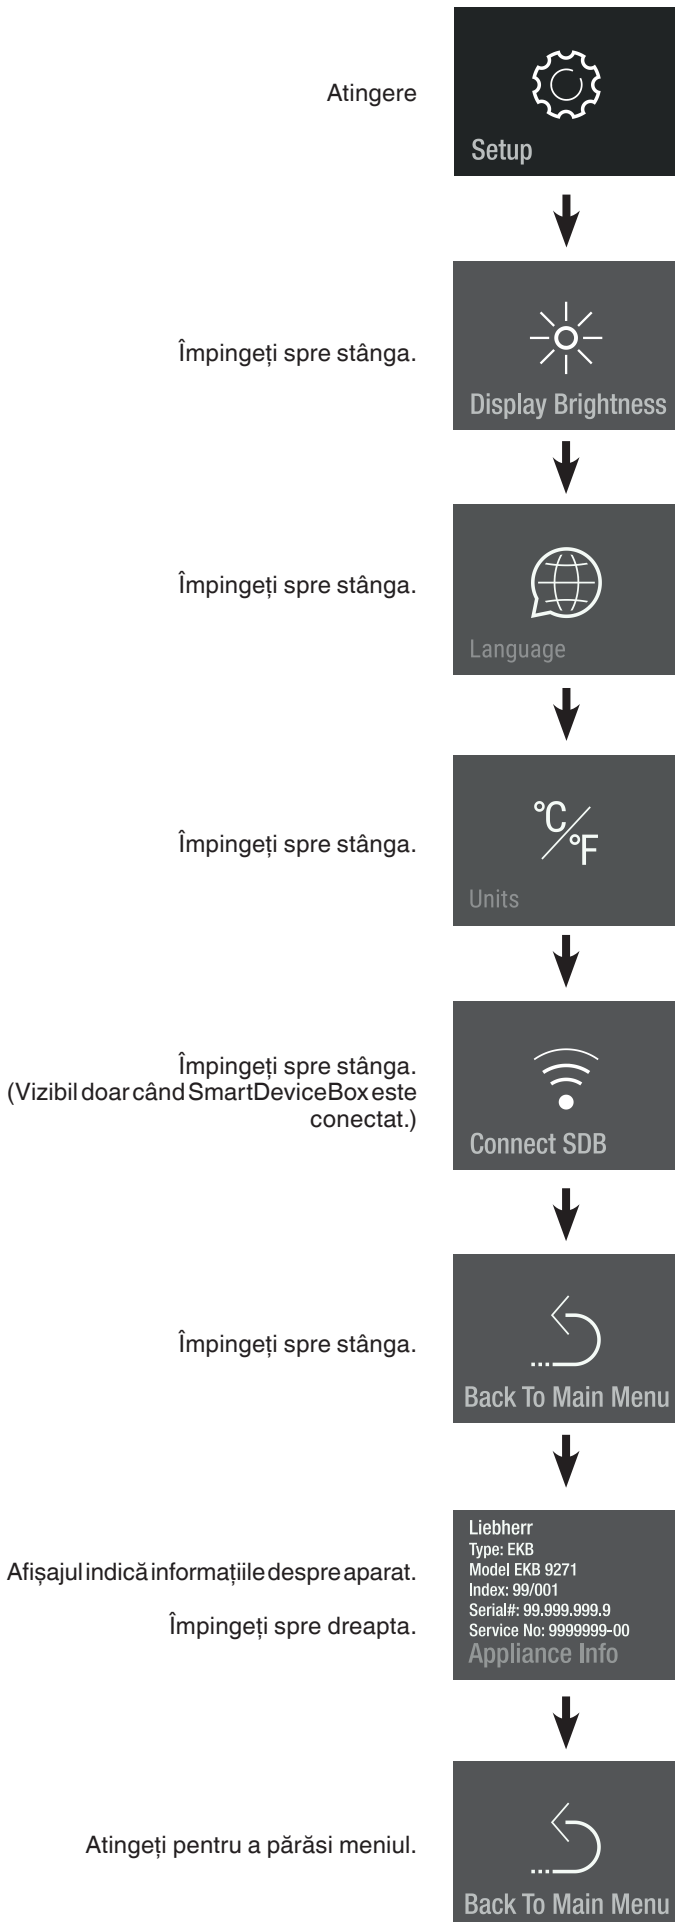 Atingere
Setup
Împingeți spre stânga.
Display Brightness
Împingeți spre stânga.
Language
Împingeți spre stânga.
°C/°F
Units
Împingeți spre stânga.
(Vizibil doar când SmartDeviceBox este
conectat.)
Connect SDB
Împingeți spre stânga.
Back To Main Menu
Afișajul indică informațiile despre aparat.
Împingeți spre dreapta.
Liebherr
Type: EKB
Model EKB 9271
Index: 99/001
Serial#: 99.999.999.9
Service No: 9999999-00
Appliance Info
Atingeți pentru a părăsi meniul.
Back To Main Menu